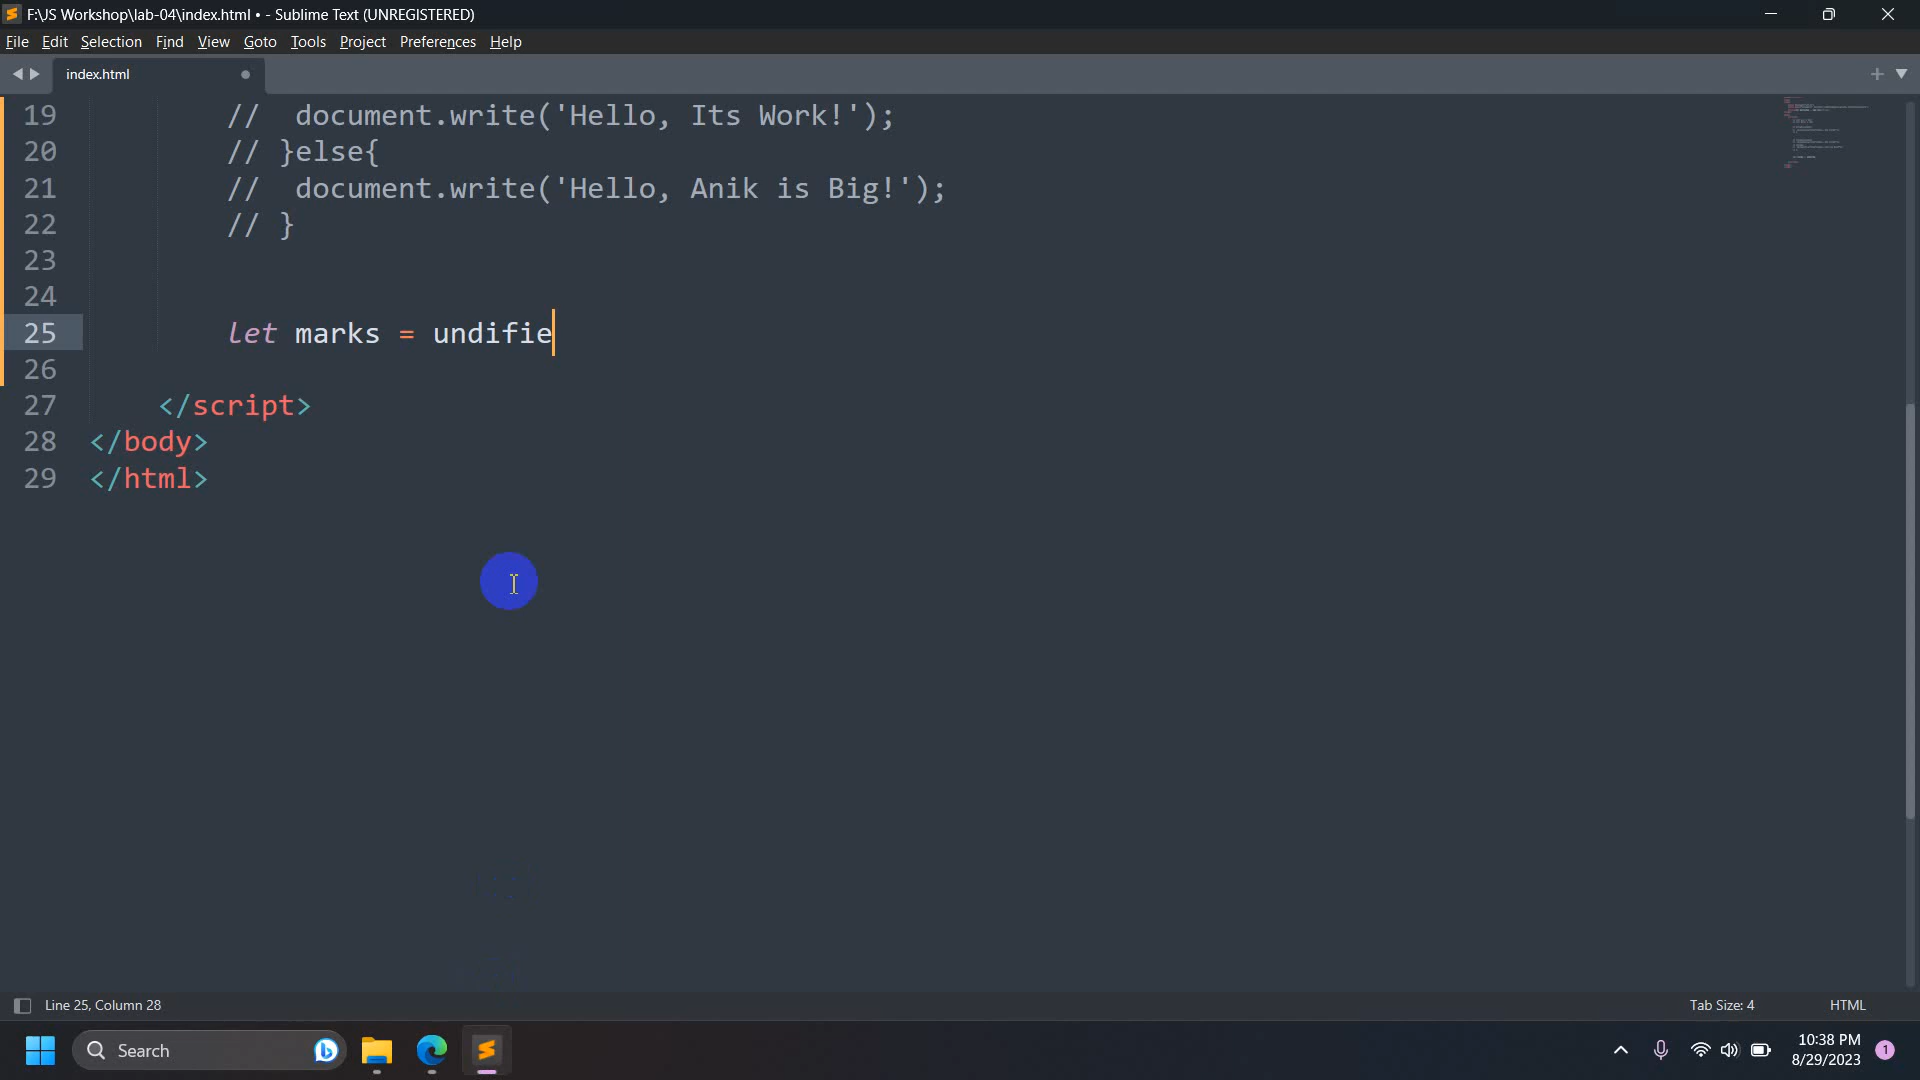 F:\JS Workshop\lab-04\index.html • - Sublime Text (UNREGISTERED)
File Edit Selection Find View Goto Tools Project Preferences Help
index.html
19 // document.write('Hello, Its Work!');
20 // }else{
21 // document.write('Hello, Anik is Big!');
22 // }
23
24
25 let marks = undifie
26
27 </script>
28 </body>
29 </html>
Line 25, Column 28 Tab Size: 4 HTML
Search 10:38 PM
8/29/2023 1